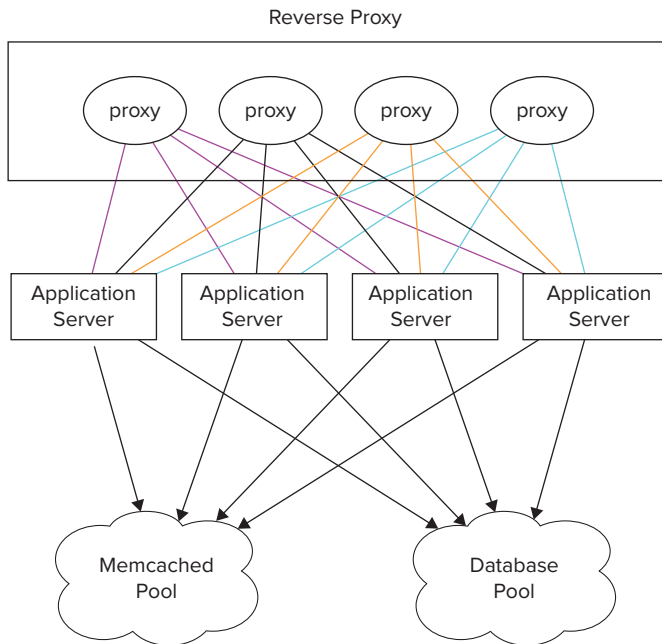 Reverse Proxy
proxy
proxy
proxy
proxy
Application
Server
Application
Server
Application
Server
Application
Server
Memcached
Pool
Database
Pool